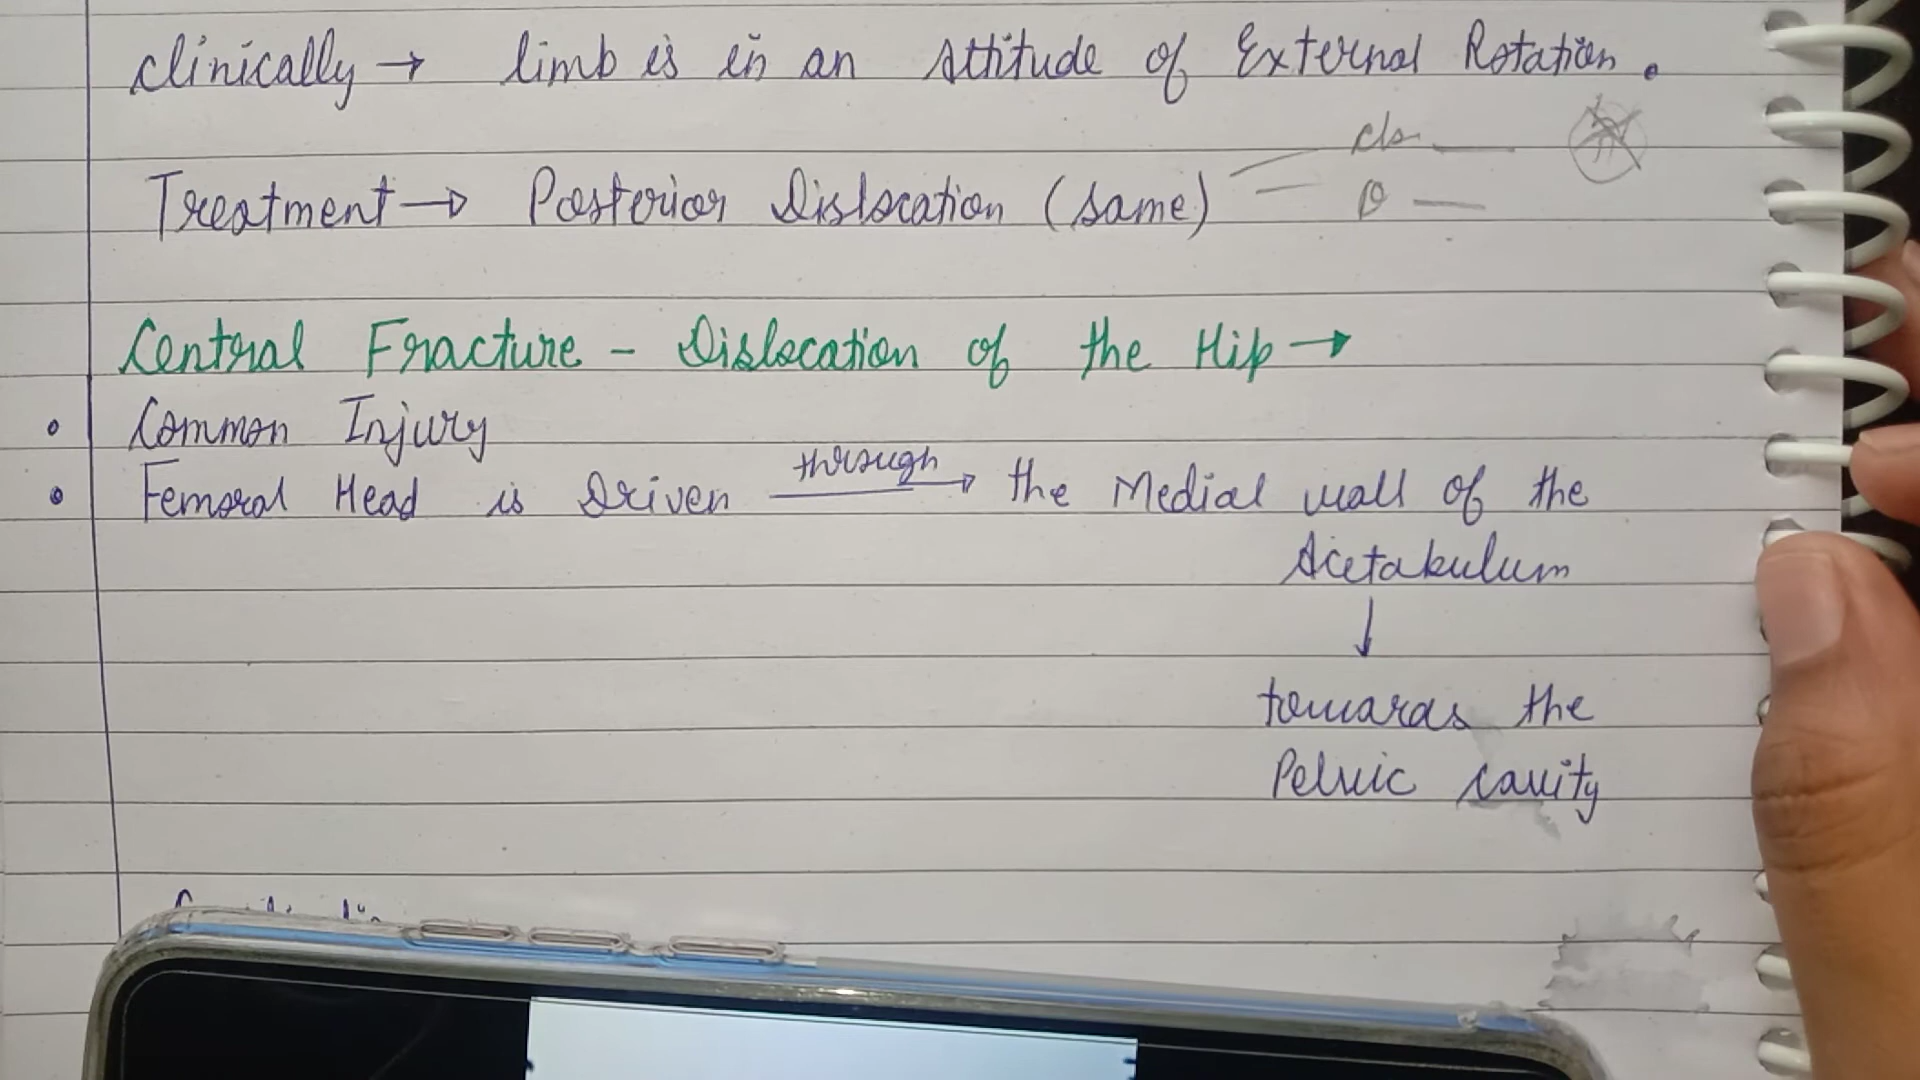 clinically → limb is in an Attitude of External Rotation.
Treatment → Posterior Dislocation (same)
Central Fracture - Dislocation of the Hip →
• Common Injury
• Femoral Head is Driven through → the Medial wall of the
Acetabulum
↓
towards the
Pelvic cavity